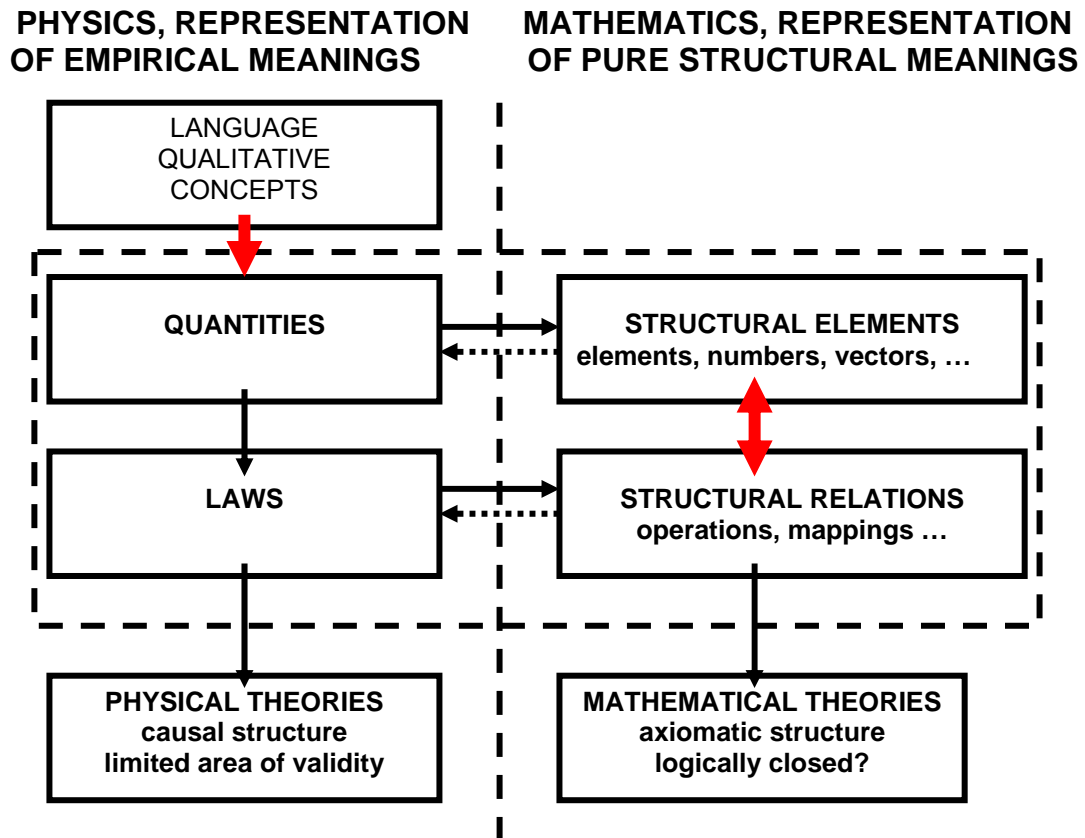 PHYSICS, REPRESENTATION
OF EMPIRICAL MEANINGS
MATHEMATICS, REPRESENTATION
OF PURE STRUCTURAL MEANINGS
LANGUAGE
QUALITATIVE
CONCEPTS
QUANTITIES
STRUCTURAL ELEMENTS
elements, numbers, vectors, …
LAWS
STRUCTURAL RELATIONS
operations, mappings …
PHYSICAL THEORIES
causal structure
limited area of validity
MATHEMATICAL THEORIES
axiomatic structure
logically closed?